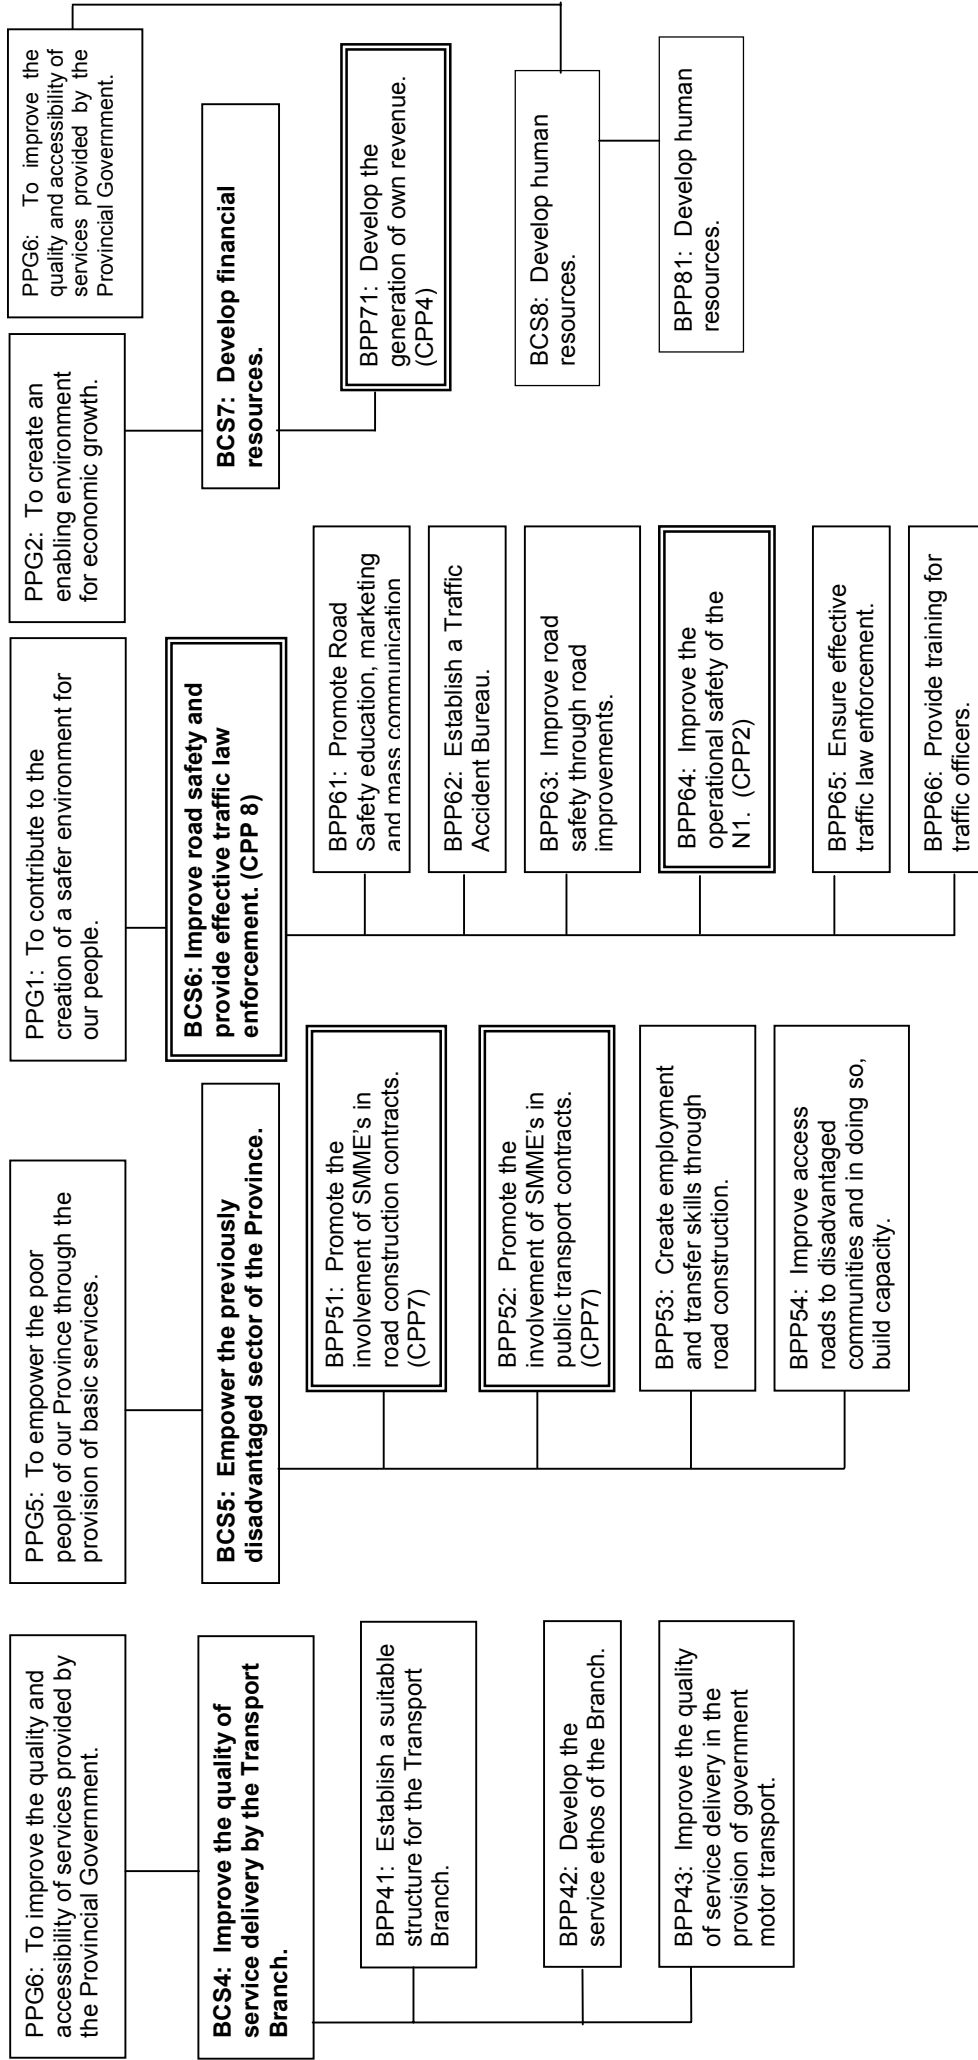 PPG6: To improve the quality and
accessibility of services provided by
the Provincial Government.
BCS4: Improve the quality of
service delivery by the Transport
Branch.
BPP41: Establish a suitable
structure for the Transport
Branch.
BPP42: Develop the
service ethos of the Branch.
BPP43: Improve the quality
of service delivery in the
provision of government
motor transport.
PPG5: To empower the poor
people of our Province through the
provision of basic services.
BCS5: Empower the previously
disadvantaged sector of the Province.
BPP51: Promote the
involvement of SMME's in
road construction contracts.
(CPP7)
BPP52: Promote the
involvement of SMME's in
public transport contracts.
(CPP7)
BPP53: Create employment
and transfer skills through
road construction.
BPP54: Improve access
roads to disadvantaged
communities and in doing so,
build capacity.
PPG1: To contribute to the
creation of a safer environment for
our people.
BCS6: Improve road safety and
provide effective traffic law
enforcement. (CPP 8)
BPP61: Promote Road
Safety education, marketing
and mass communication
BPP62: Establish a Traffic
Accident Bureau.
BPP63: Improve road
safety through road
improvements.
BPP64: Improve the
operational safety of the
N1. (CPP2)
BPP65: Ensure effective
traffic law enforcement.
BPP66: Provide training for
traffic officers.
PPG2: To create an
enabling environment
for economic growth.
BCS7: Develop financial
resources.
BPP71: Develop the
generation of own revenue.
(CPP4)
PPG6: To improve the
quality and accessibility of
services provided by the
Provincial Government.
BCS8: Develop human
resources.
BPP81: Develop human
resources.